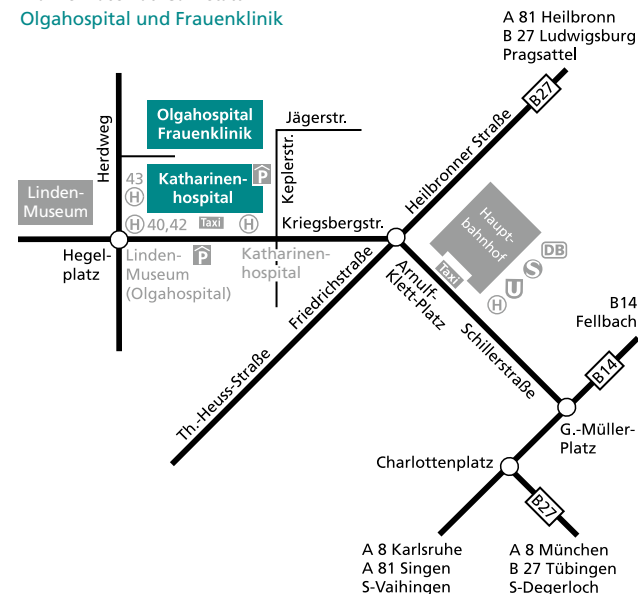 Olgahospital und Frauenklinik
A 81 Heilbronn
B 27 Ludwigsburg
Pragsattel
B27
Olgahospital
Frauenklinik
Jägerstr.
Herdweg
Keplerstr.
Heilbronner Straße
43
H
Katharinen-
hospital
P
Linden-
Museum
H 40,42 Taxi H
Kriegsbergstr.
Haupt-
bahnhof
DB
S
U
H
Taxi
Hegel-
platz
Linden-
Museum
(Olgahospital)
P
Katharinen-
hospital
Friedrichstraße
Arnulf-
Klett-Platz
Schillerstraße
B14
Fellbach
B14
Th.-Heuss-Straße
G.-Müller-
Platz
Charlottenplatz
B27
A 8 Karlsruhe
A 81 Singen
S-Vaihingen
A 8 München
B 27 Tübingen
S-Degerloch